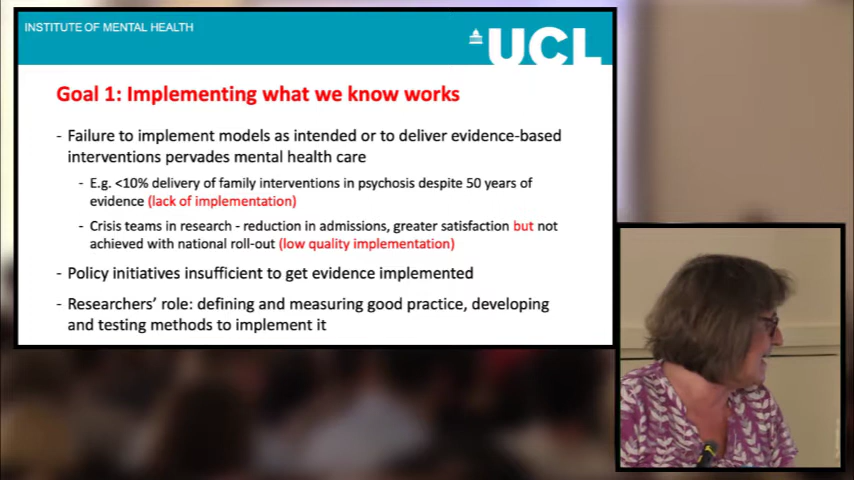 INSTITUTE OF MENTAL HEALTH
UCL
Goal 1: Implementing what we know works
- Failure to implement models as intended or to deliver evidence-based
interventions pervades mental health care
- E.g. <10% delivery of family interventions in psychosis despite 50 years of
evidence (lack of implementation)
- Crisis teams in research - reduction in admissions, greater satisfaction but not
achieved with national roll-out (low quality implementation)
- Policy initiatives insufficient to get evidence implemented
- Researchers' role: defining and measuring good practice, developing
and testing methods to implement it